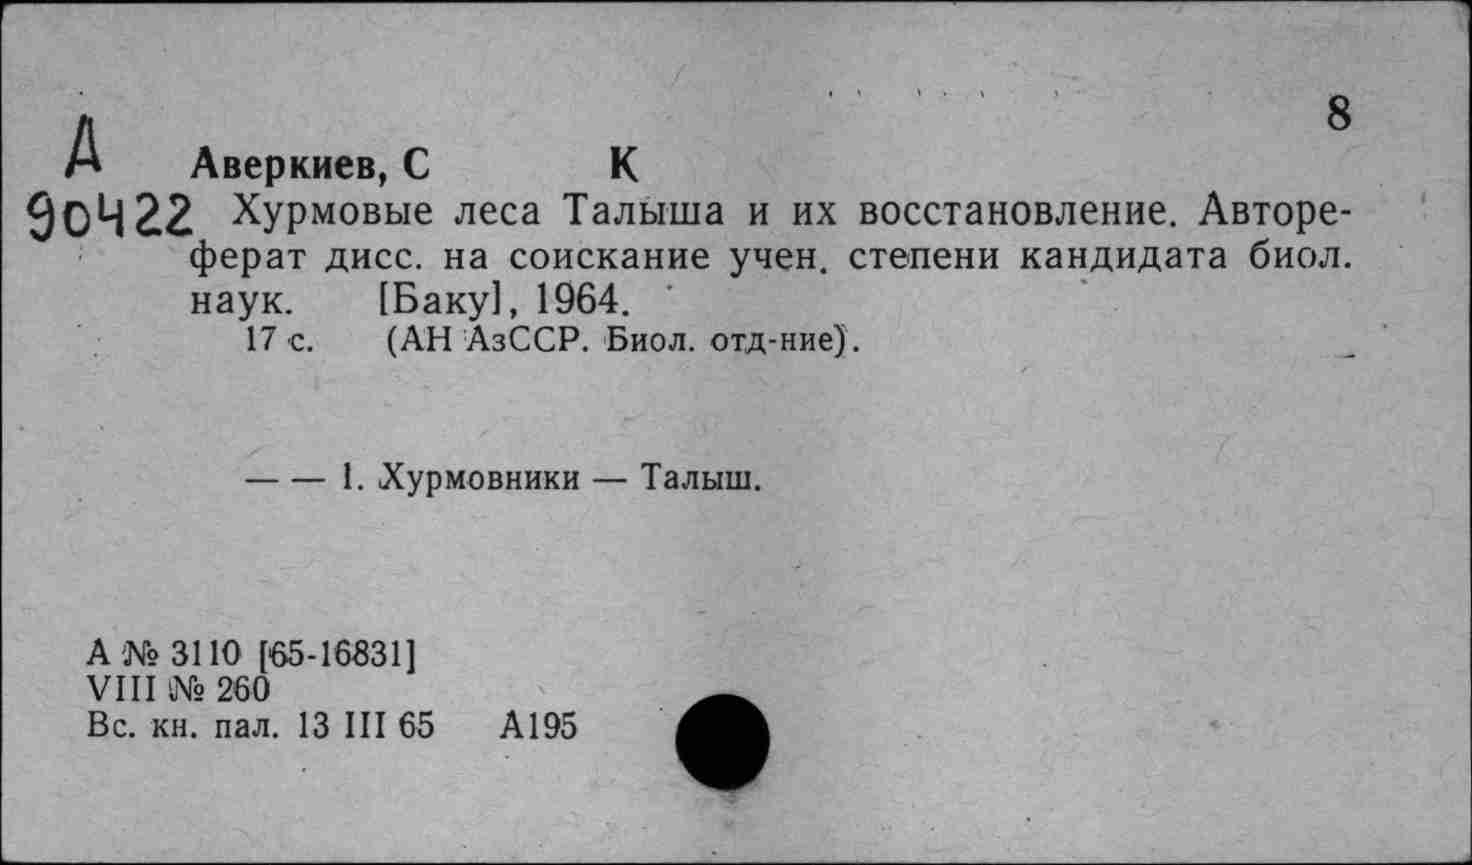 8
Д
Аверкиев, С К
90422 Хурмовые леса Талыша и их восстановление. Авторе-
ферат дисс. на соискание учен. степени кандидата биол.
наук. [Баку], 1964.
17 с. (АН АзССР. Биол. отд-ние).
— — 1. Хурмовники — Талыш.
А № 3110 [65-16831]
VIII № 260
Вс. кн. пал. 13 III 65 А195